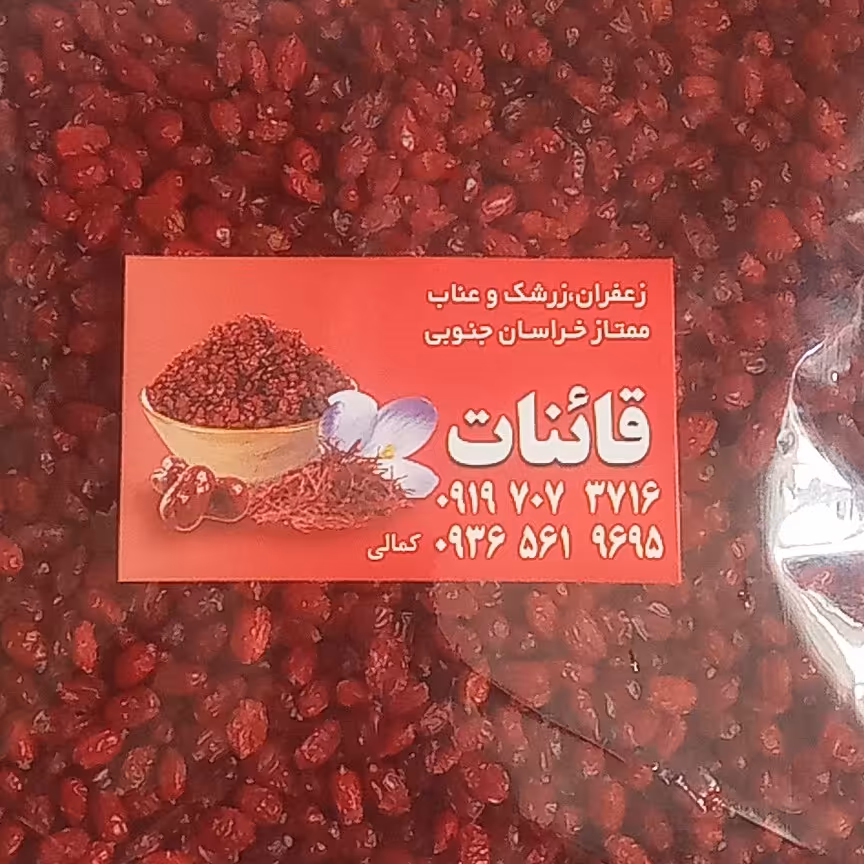 زعفران،زرشک و عناب
ممتاز خراسان جنوبی
قائنات
۰۹۱۹ ۷۰۷ ۳۷۱۶
۰۹۳۶ ۵۶۱ ۹۶۹۵ کمالی